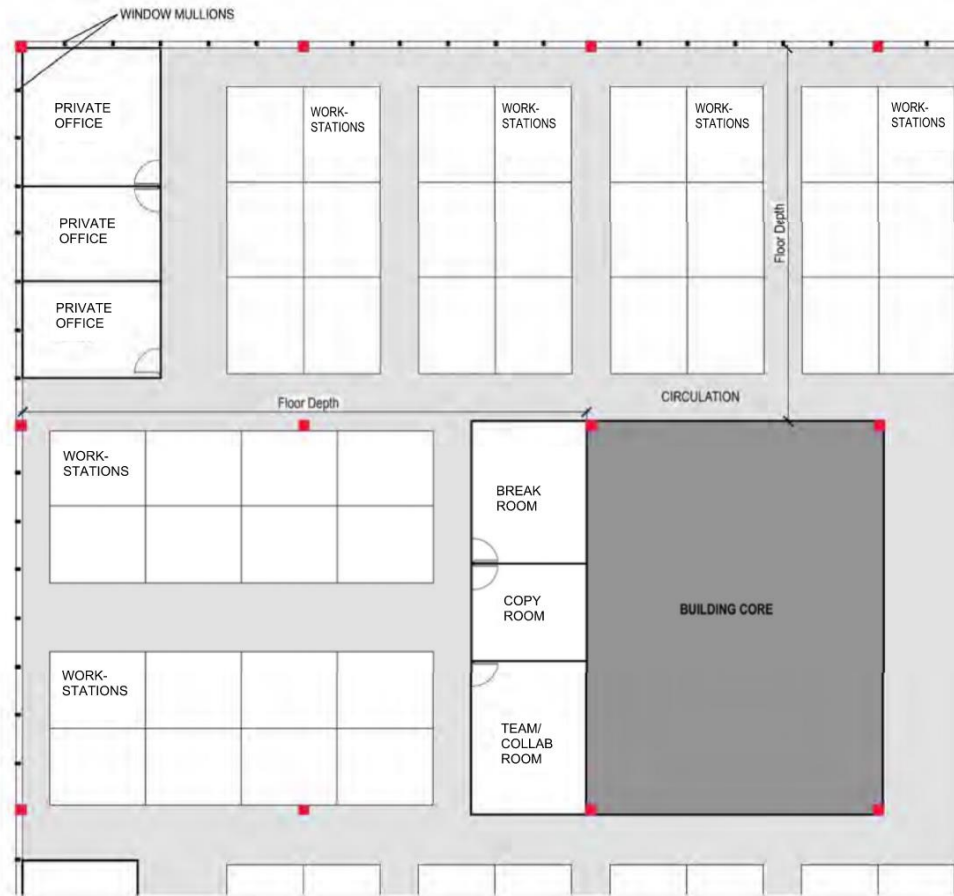 WINDOW MULLIONS
PRIVATE
OFFICE
WORK-
STATIONS
WORK-
STATIONS
WORK-
STATIONS
WORK-
STATIONS
PRIVATE
OFFICE
Floor Depth
PRIVATE
OFFICE
Floor Depth
CIRCULATION
WORK-
STATIONS
BREAK
ROOM
COPY
ROOM
BUILDING CORE
WORK-
STATIONS
TEAM/
COLLAB
ROOM